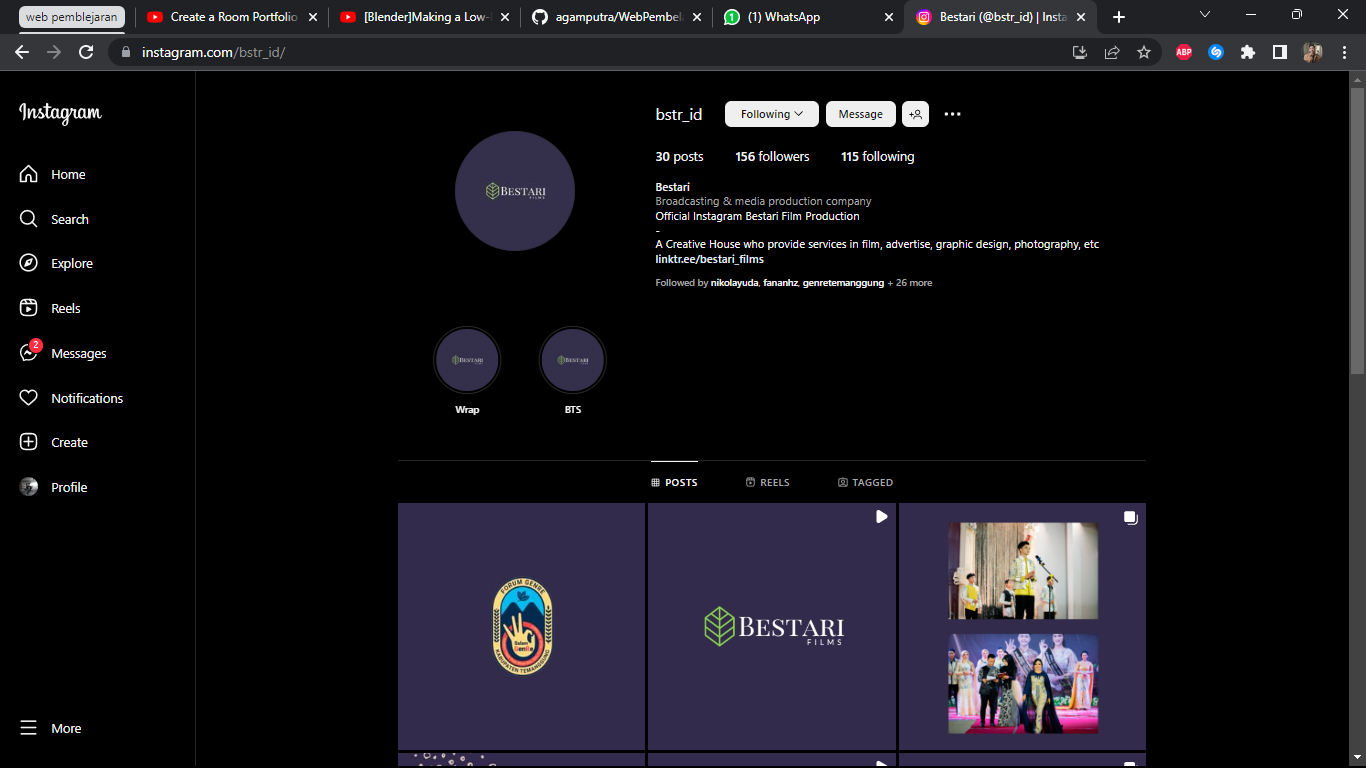 web pemblejaran
Create a Room Portfolio
[Blender]Making a Low-
agamputra/WebPembel
(1) WhatsApp
Bestari (@bstr_id) | Insta
instagram.com/bstr_id/
ABP
Instagram
Home
Search
Explore
Reels
2
Messages
Notifications
Create
Profile
More
bstr_id
Following
Message
30 posts
156 followers
115 following
Bestari
Broadcasting & media production company
Official Instagram Bestari Film Production
-
A Creative House who provide services in film, advertise, graphic design, photography, etc
linktr.ee/bestari_films
Followed by nikolayuda, fananhz, genretemanggung + 26 more
BESTARI
FILMS
BESTARI
BESTARI
Wrap
BTS
POSTS
REELS
TAGGED
FORUM GENRE
Salam
GenRe
KABUPATEN TEMANGGUNG
BESTARI
FILMS